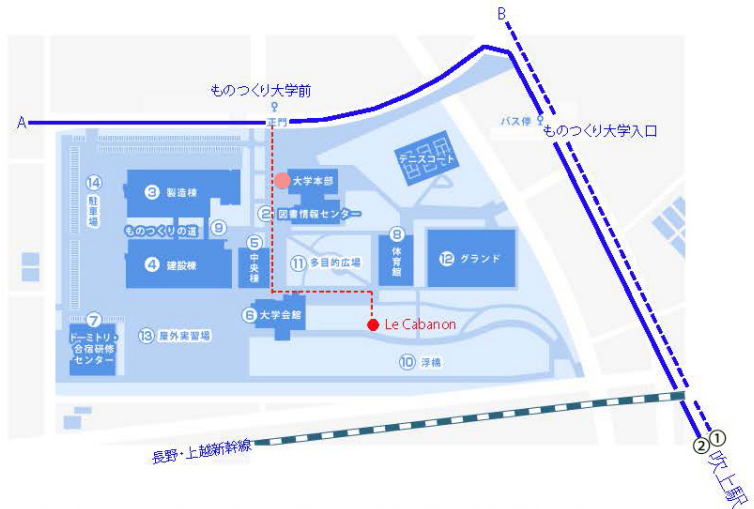 B
ものつくり大学前
A
正門
バス停
ものつくり大学入口
テニスコート
大学本部
③ 製造棟
⑭ 駐車場
② 図書情報センター
ものつくりの道
⑨
⑤ 中央棟
⑧ 体育館
④ 建設棟
⑪ 多目的広場
⑫ グランド
⑥ 大学会館
Le Cabanon
⑦
ドーミトリ・
合宿研修
センター
⑬ 屋外実習場
⑩ 浮橋
長野・上越新幹線
①
②
吹上駅